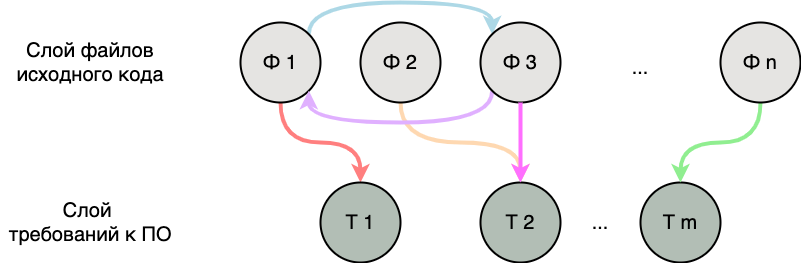 Слой файлов
исходного кода
Ф 1
Ф 2
Ф 3
...
Ф n
Слой
требований к ПО
Т 1
Т 2
...
Т m